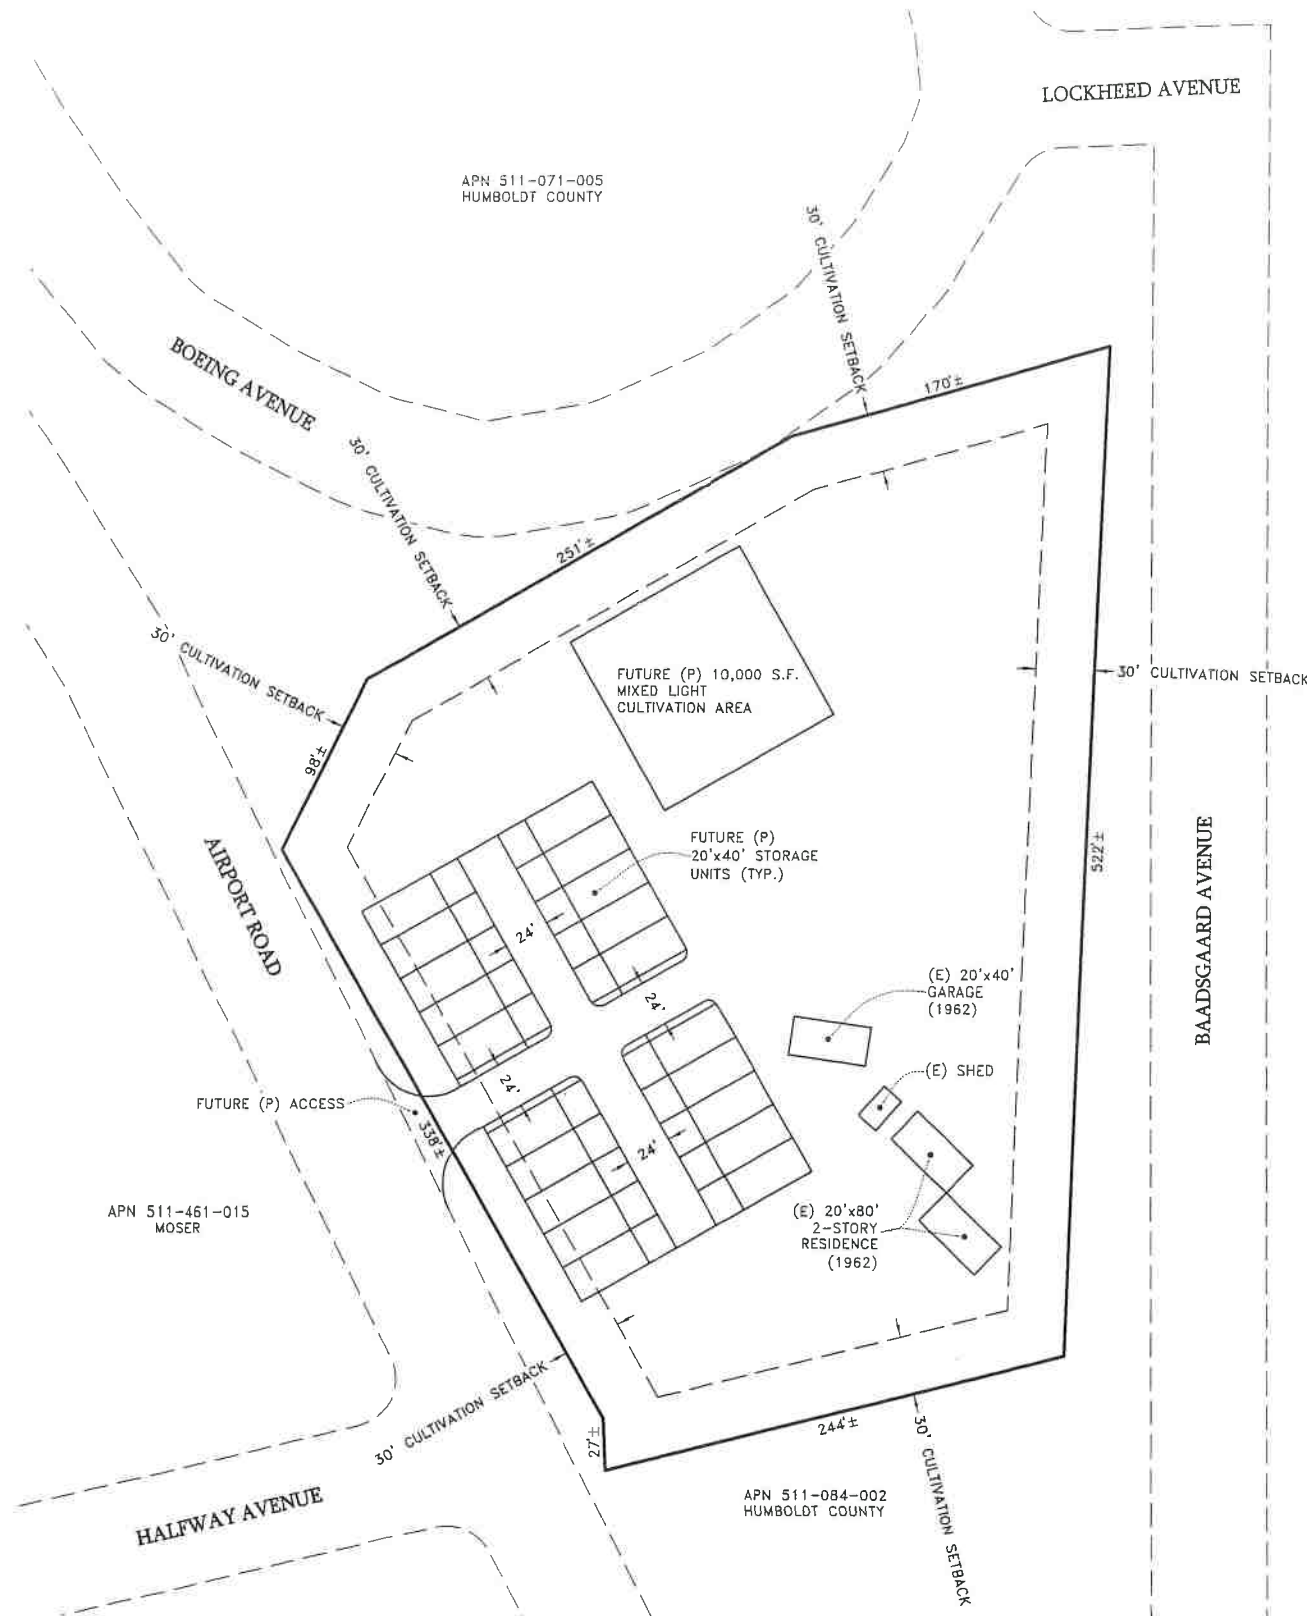 LOCKHEED AVENUE
APN 511-071-005
HUMBOLDT COUNTY
30' CULTIVATION SETBACK
BOEING AVENUE
170'±
30' CULTIVATION SETBACK
251'±
30' CULTIVATION SETBACK
FUTURE (P) 10,000 S.F.
MIXED LIGHT
CULTIVATION AREA
30' CULTIVATION SETBACK
98'±
AIRPORT ROAD
FUTURE (P)
20'x40' STORAGE
UNITS (TYP.)
522'±
BAADSGAARD AVENUE
24'
24'
(E) 20'x40'
GARAGE
(1962)
(E) SHED
24'
FUTURE (P) ACCESS
338'±
24'
APN 511-461-015
MOSER
(E) 20'x80'
2-STORY
RESIDENCE
(1962)
30' CULTIVATION SETBACK
27'±
244'±
30' CULTIVATION SETBACK
APN 511-084-002
HUMBOLDT COUNTY
HALFWAY AVENUE